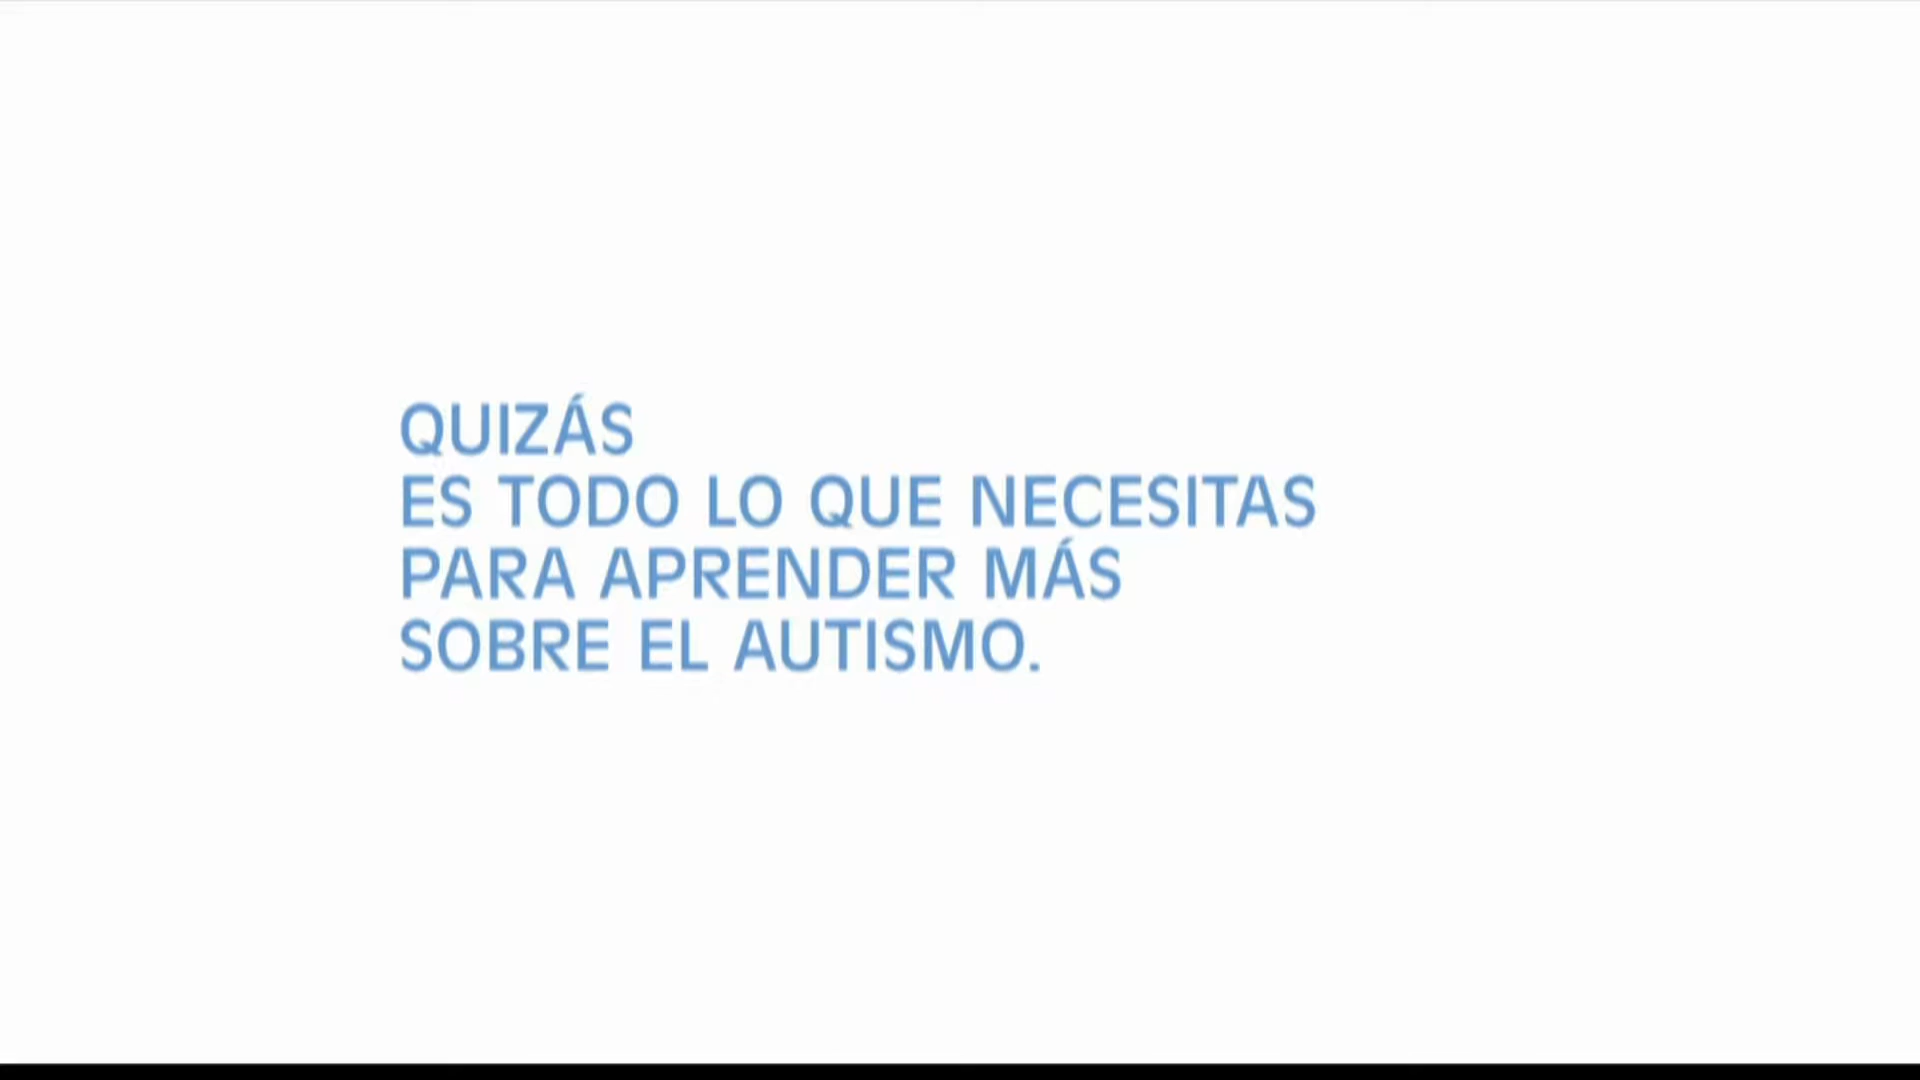 QUIZÁS
ES TODO LO QUE NECESITAS
PARA APRENDER MÁS
SOBRE EL AUTISMO.